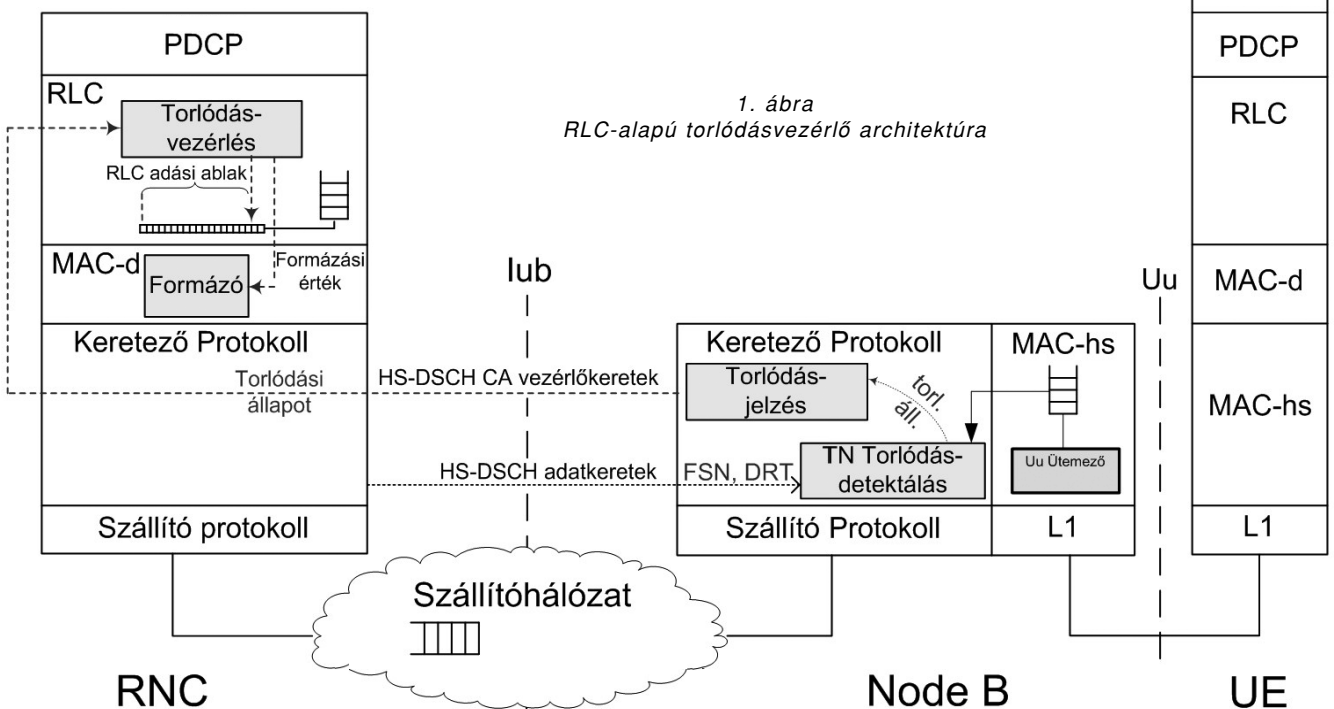 PDCP
RLC
Torlódás-
vezérlés
RLC adási ablak
MAC-d
Formázó
Formázási
érték
Keretező Protokoll
Torlódási
állapot
Szállító protokoll
RNC
1. ábra
RLC-alapú torlódásvezérlő architektúra
Iub
HS-DSCH CA vezérlőkeretek
HS-DSCH adatkeretek
Szállítóhálózat
Keretező Protokoll
Torlódás-
jelzés
torl.
áll.
FSN, DRT
TN Torlódás-
detektálás
Szállító Protokoll
MAC-hs
Uu Ütemező
L1
Node B
Uu
PDCP
RLC
MAC-d
MAC-hs
L1
UE